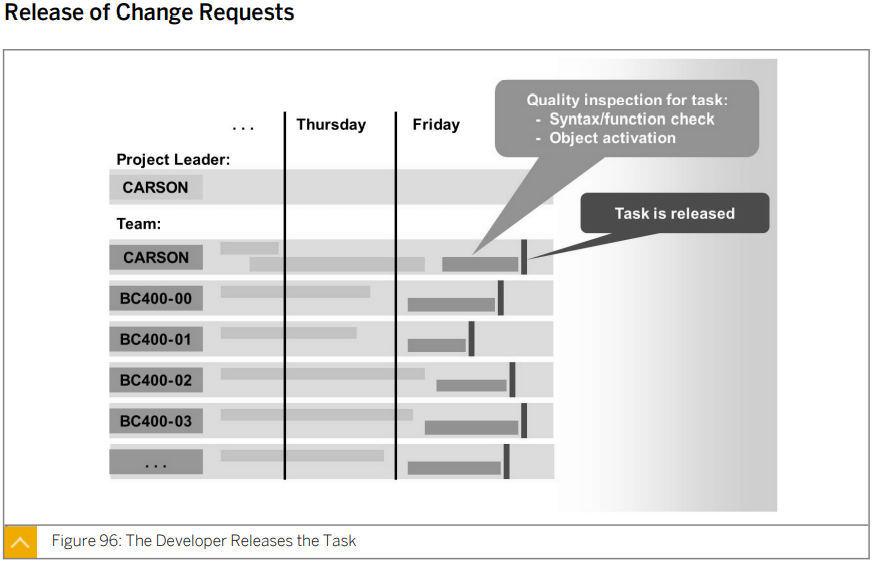 Release of Change Requests
Quality inspection for task:
- Syntax/function check
- Object activation
. . .
Thursday
Friday
Project Leader:
CARSON
Task is released
Team:
CARSON
BC400-00
BC400-01
BC400-02
BC400-03
. . .
Figure 96: The Developer Releases the Task